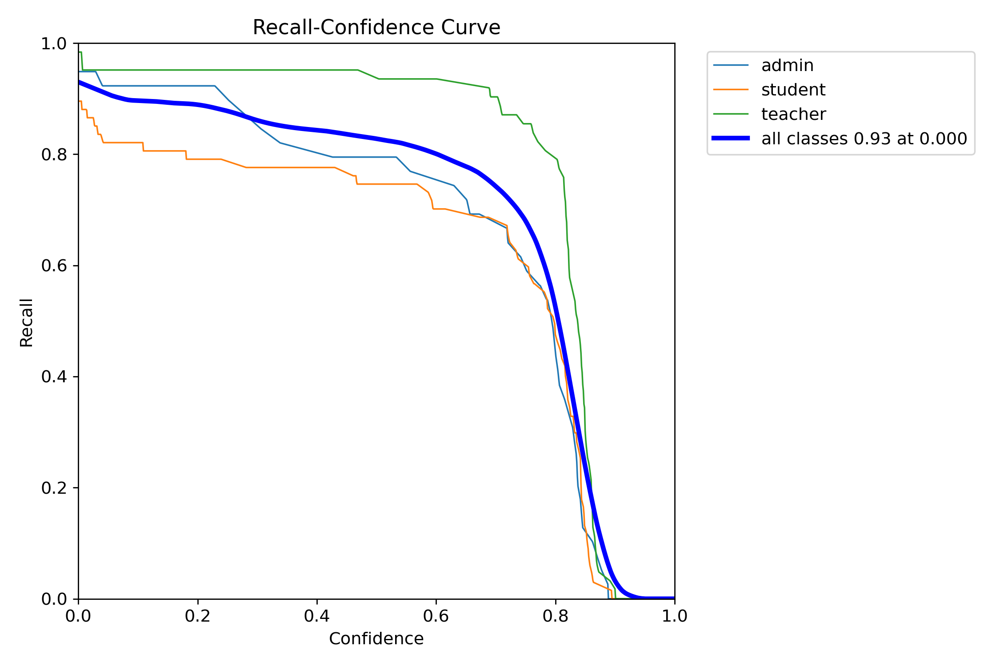 Recall-Confidence Curve
1.0
0.8
0.6
0.4
0.2
0.0
Recall
0.0 0.2 0.4 0.6 0.8 1.0
Confidence
admin
student
teacher
all classes 0.93 at 0.000